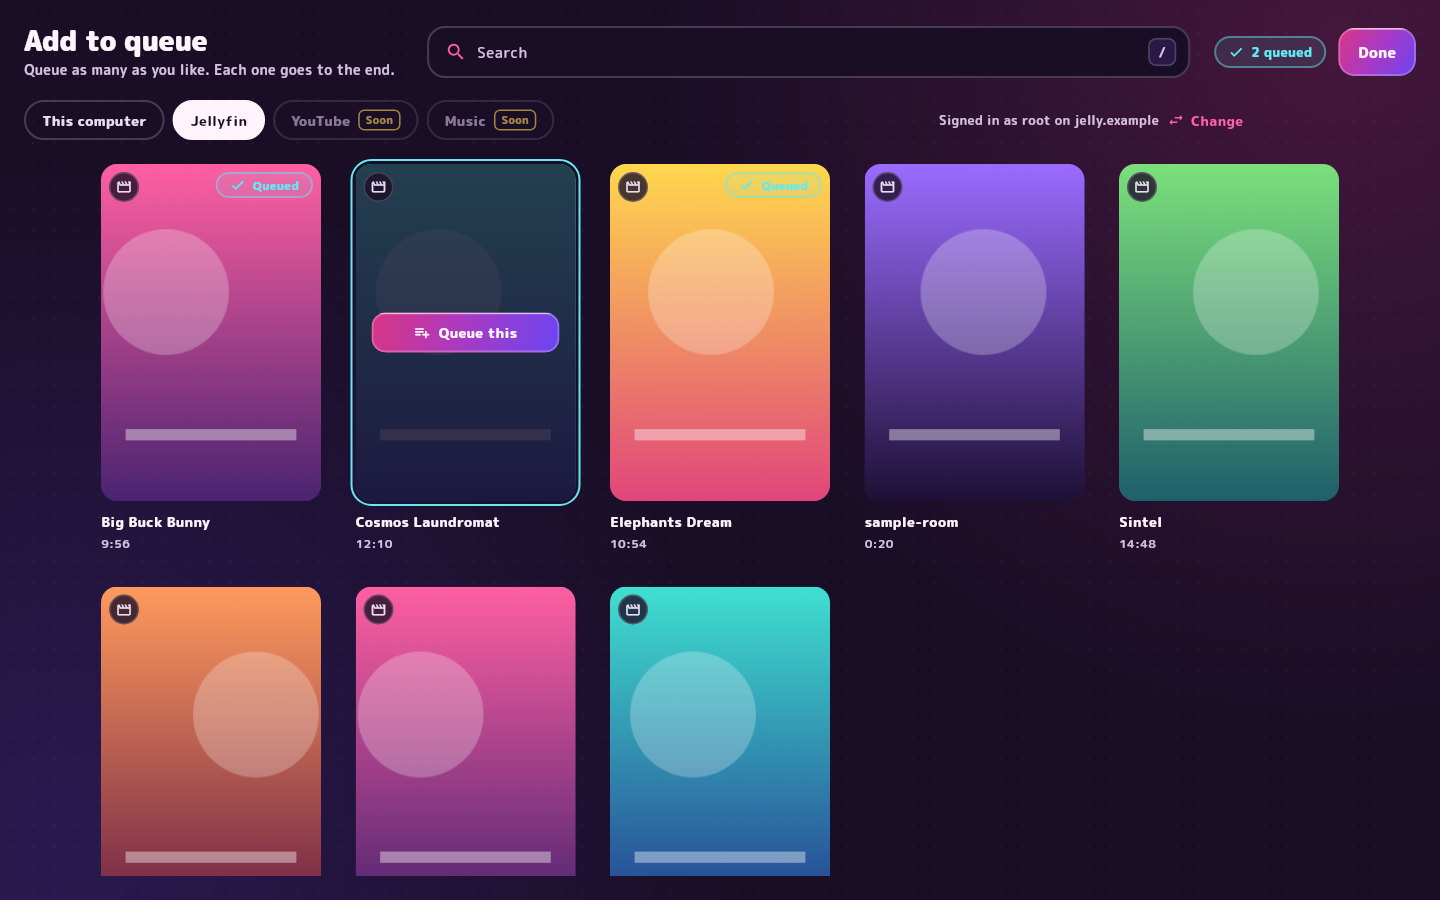 Add to queue
Queue as many as you like. Each one goes to the end.
Search
/
2 queued
Done
This computer
Jellyfin
YouTube Soon
Music Soon
Signed in as root on jelly.example
Change
Queued
Queue this
Queued
Big Buck Bunny
9:56
Cosmos Laundromat
12:10
Elephants Dream
10:54
sample-room
0:20
Sintel
14:48